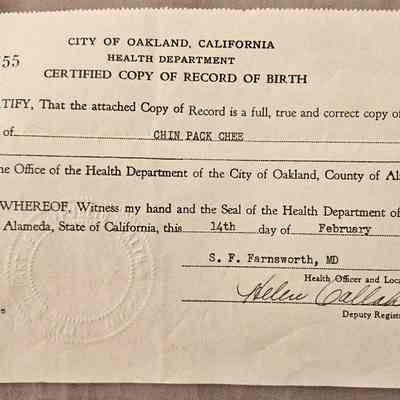 CITY OF OAKLAND, CALIFORNIA
HEALTH DEPARTMENT
55
CERTIFIED COPY OF RECORD OF BIRTH
TIFY, That the attached Copy of Record is a full, true and correct copy of
of CHIN PACK CHEE
he Office of the Health Department of the City of Oakland, County of Al
WHEREOF, Witness my hand and the Seal of the Health Department of
Alameda, State of California, this 14th day of February
S. F. Farnsworth, MD
Health Officer and Loca
Helen Callah
Deputy Registr